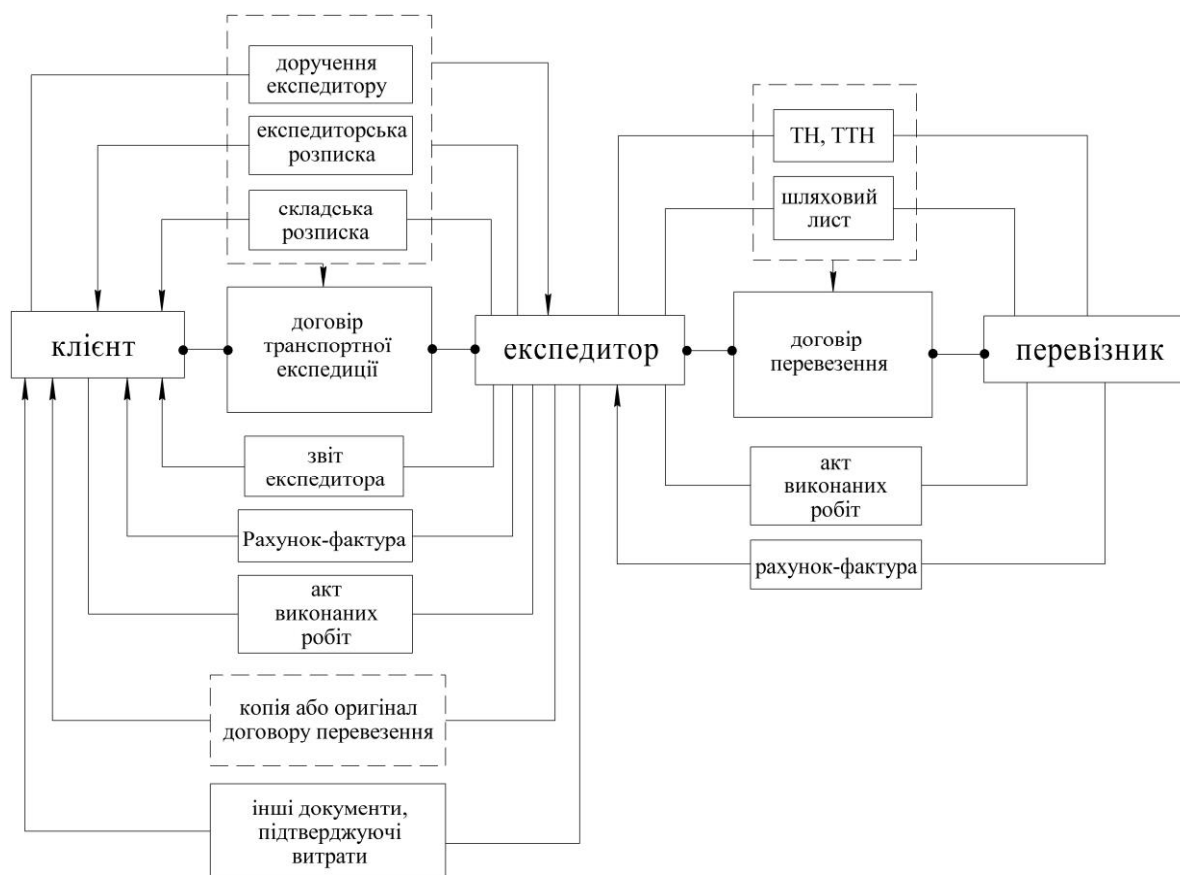 доручення
експедитору
експедиторська
розписка
складська
розписка
ТН, ТТН
шляховий
лист
клієнт
договір
транспортної
експедиції
експедитор
договір
перевезення
перевізник
звіт
експедитора
Рахунок-фактура
акт
виконаних
робіт
акт
виконаних
робіт
рахунок-фактура
копія або оригінал
договору перевезення
інші документи,
підтверджуючі
витрати